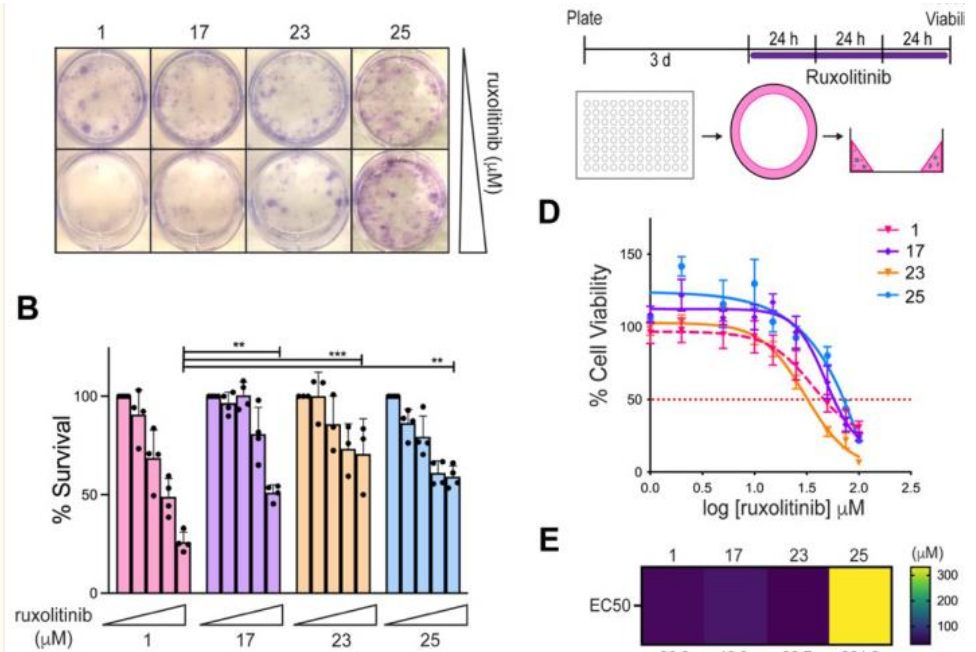 1 17 23 25
ruxolitinib (μM)
Plate
24 h 24 h 24 h
3 d
Ruxolitinib
B
% Survival
100
50
0
** *** **
ruxolitinib
(μM)
1 17 23 25
D
% Cell Viability
150
100
50
0
0.0 0.5 1.0 1.5 2.0 2.5
log [ruxolitinib] μM
1
17
23
25
E
1 17 23 25
(μM)
EC50
300
200
100